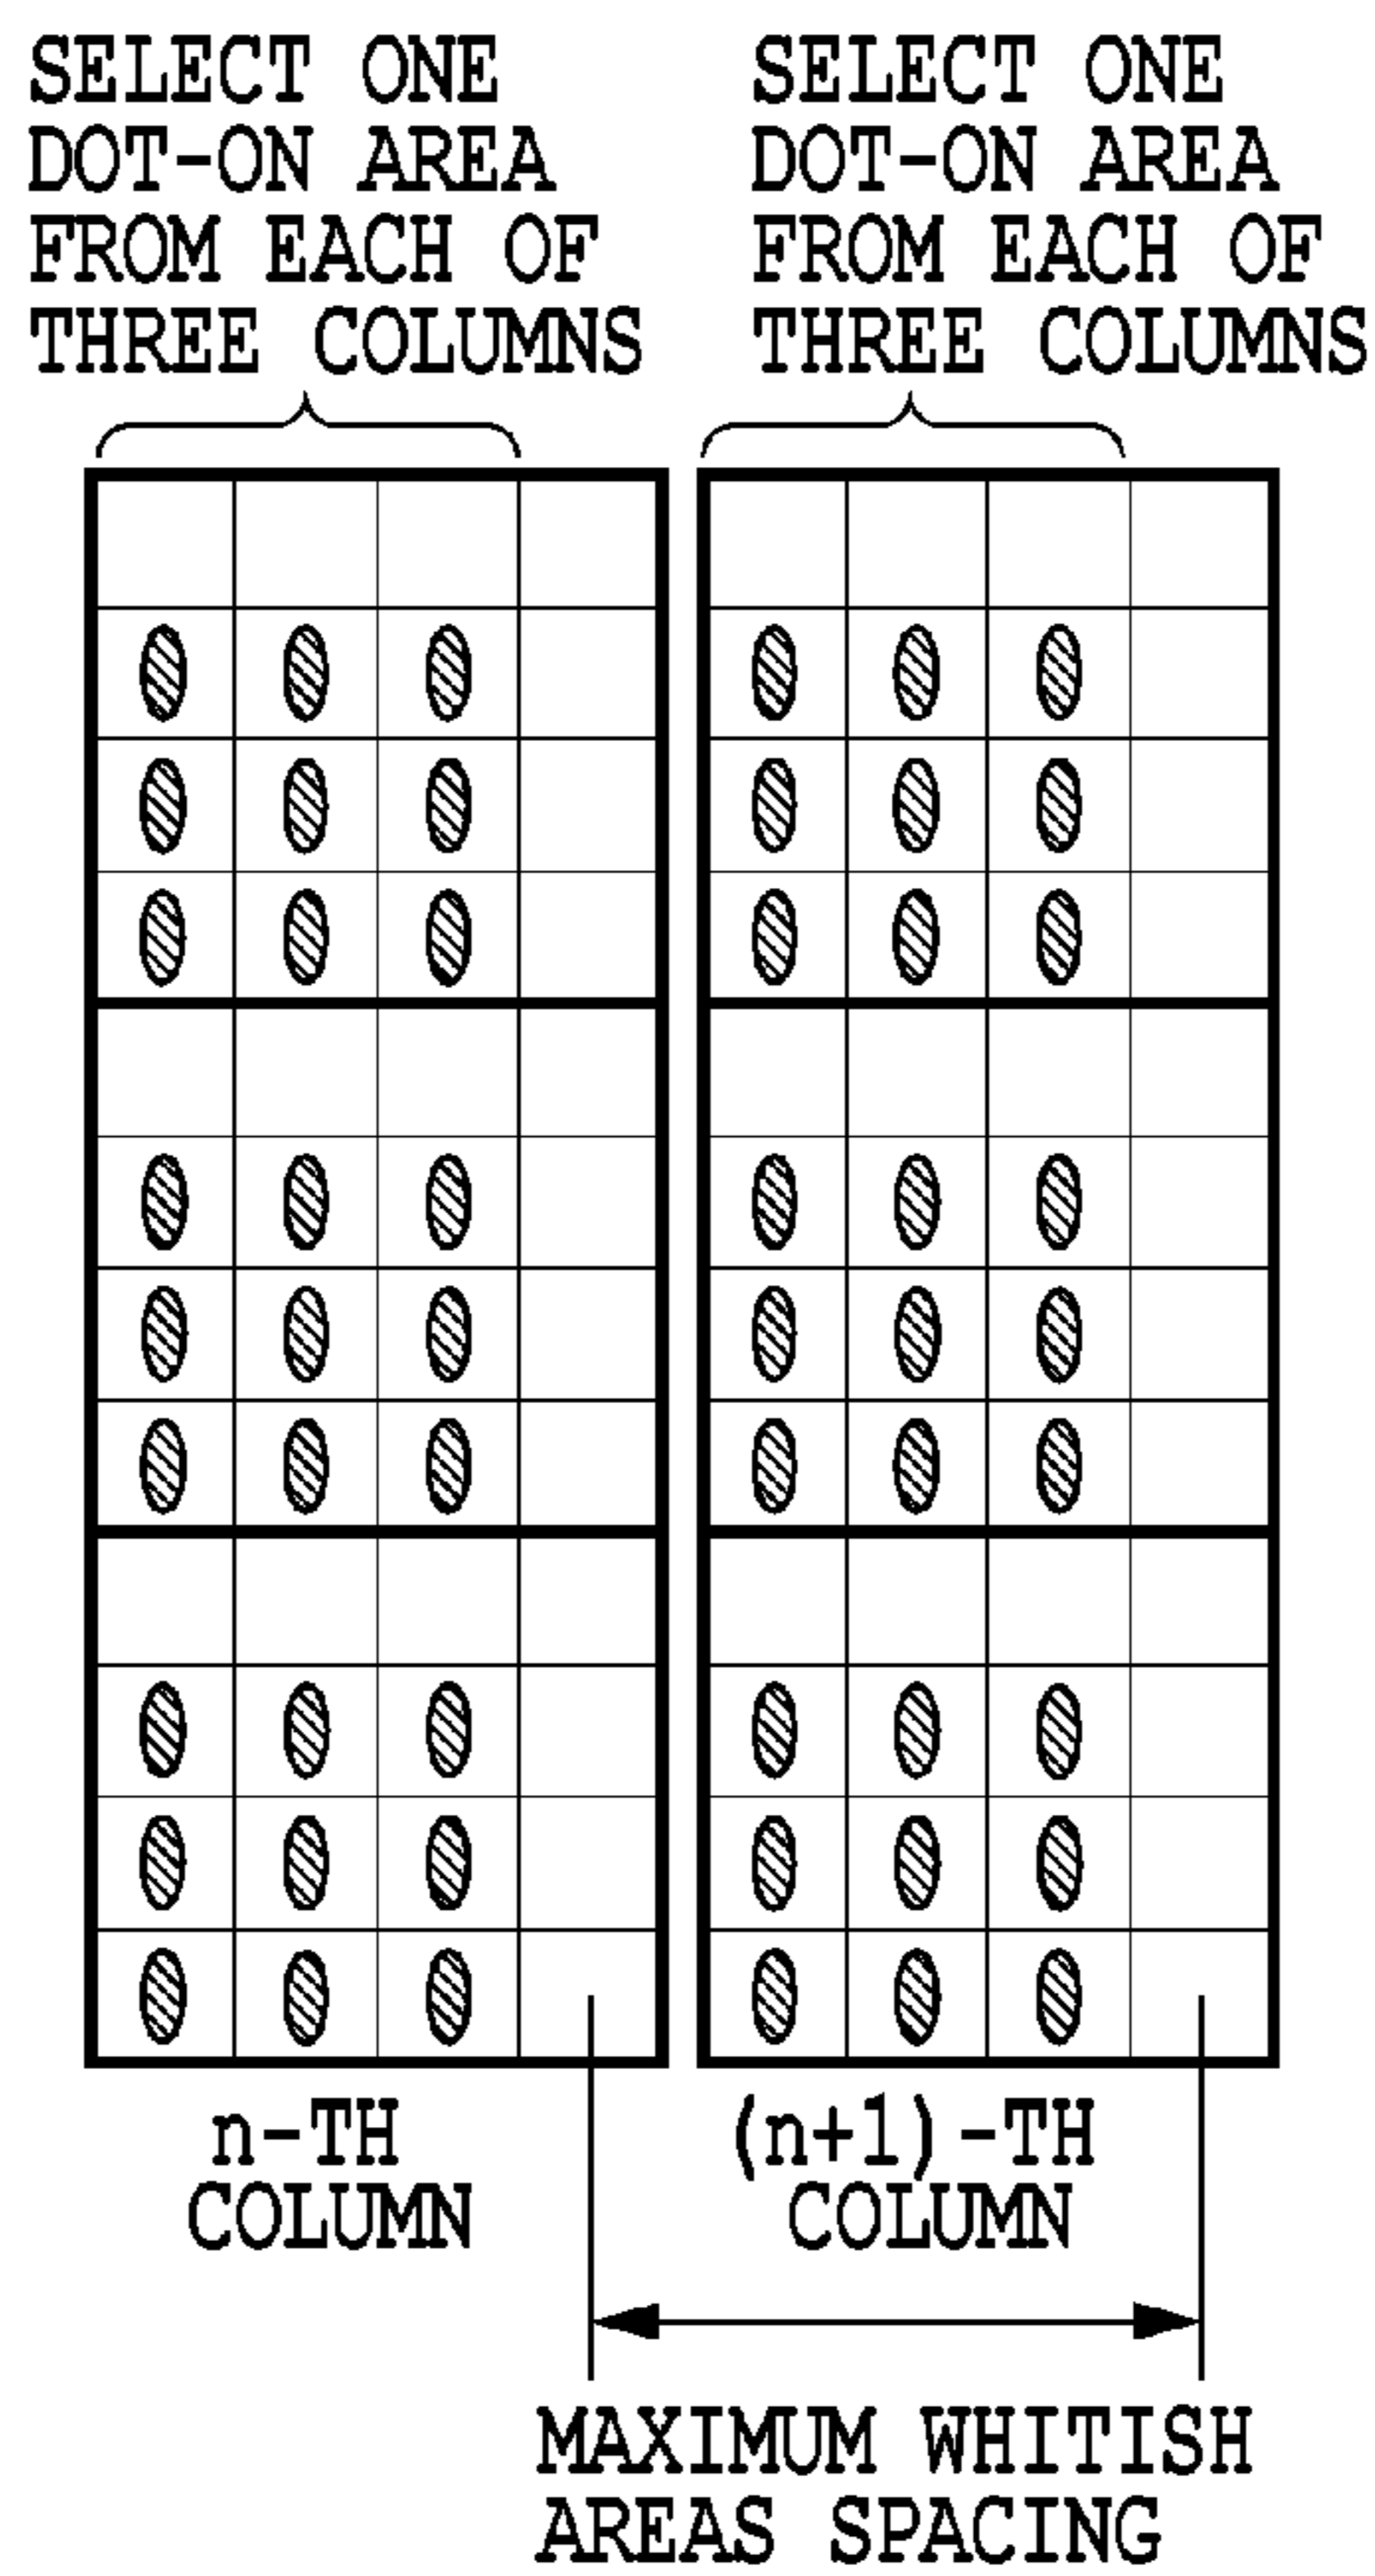 SELECT ONE
DOT-ON AREA
FROM EACH OF
THREE COLUMNS
SELECT ONE
DOT-ON AREA
FROM EACH OF
THREE COLUMNS
n-TH
COLUMN
(n+1)-TH
COLUMN
MAXIMUM WHITISH
AREAS SPACING